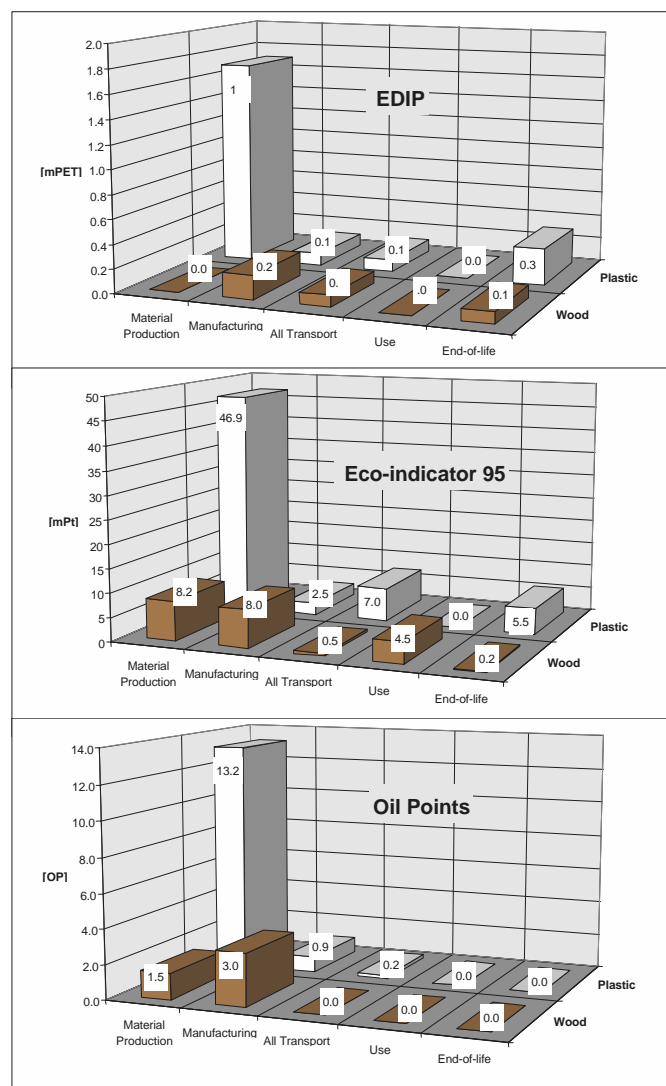 2.0
1.8
1.6
1.4
1.2
1.0
0.8
0.6
0.4
0.2
0.0
[mPET]
EDIP
1
0.1
0.1
0.0
0.3
0.0
0.2
0.
.0
0.1
Plastic
Wood
Material
Production
Manufacturing
All Transport
Use
End-of-life
50
45
40
35
30
25
20
15
10
5
0
[mPt]
Eco-indicator 95
46.9
2.5
7.0
0.0
5.5
8.2
8.0
0.5
4.5
0.2
Plastic
Wood
Material
Production
Manufacturing
All Transport
Use
End-of-life
14.0
12.0
10.0
8.0
6.0
4.0
2.0
0.0
[OP]
Oil Points
13.2
0.9
0.2
0.0
0.0
1.5
3.0
0.0
0.0
0.0
Plastic
Wood
Material
Production
Manufacturing
All Transport
Use
End-of-life